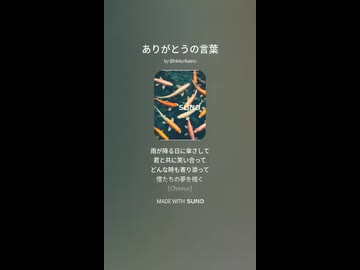 ありがとうの言葉
SUNO
雨が降る日に傘さして
君と共に笑い合って
どんな時も寄り添って
僕たちの夢を描く
[Chorus]
MADE WITH SUNO